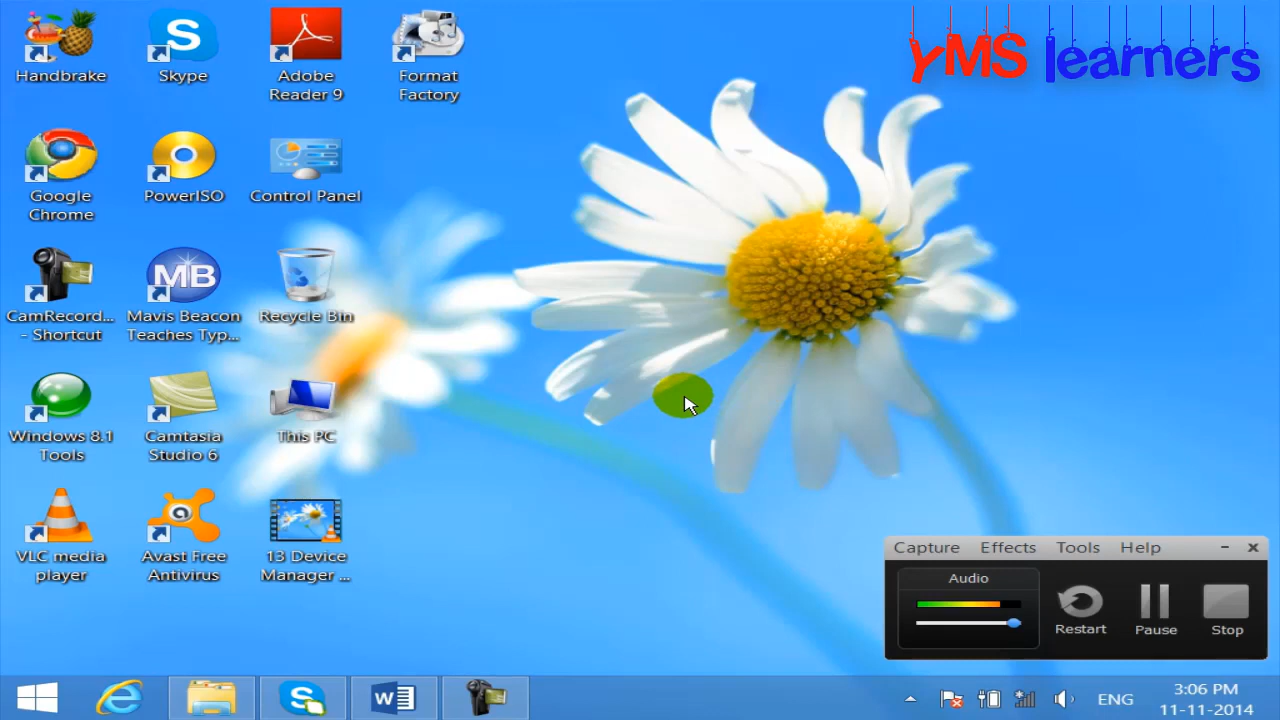 YMS learners
Handbrake
Skype
Adobe
Reader 9
Format
Factory
Google
Chrome
PowerISO
Control Panel
CamRecord...
- Shortcut
MB
Mavis Beacon
Teaches Typ...
Recycle Bin
Windows 8.1
Tools
Camtasia
Studio 6
This PC
VLC media
player
Avast Free
Antivirus
13 Device
Manager ...
Capture Effects Tools Help
Audio
Restart
Pause
Stop
ENG
3:06 PM
11-11-2014